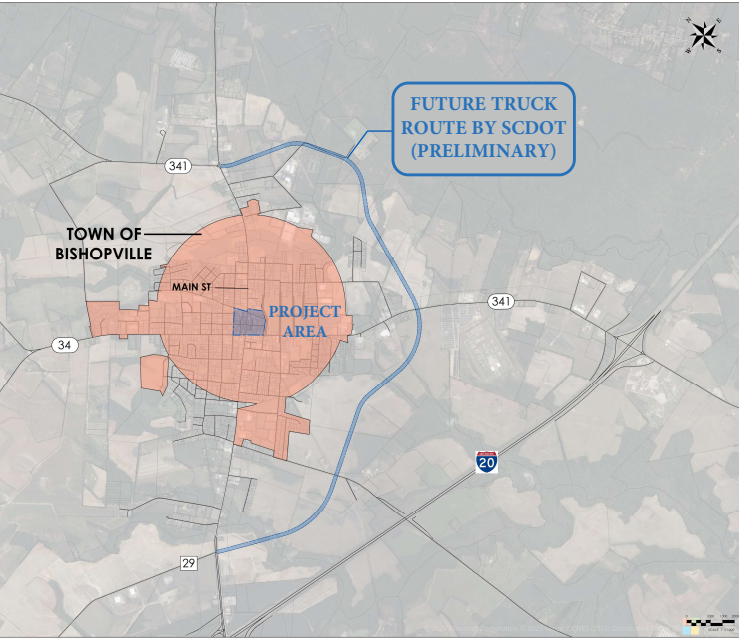 N
E
W
S
FUTURE TRUCK
ROUTE BY SCDOT
(PRELIMINARY)
341
TOWN OF
BISHOPVILLE
MAIN ST
PROJECT
AREA
341
34
20
29